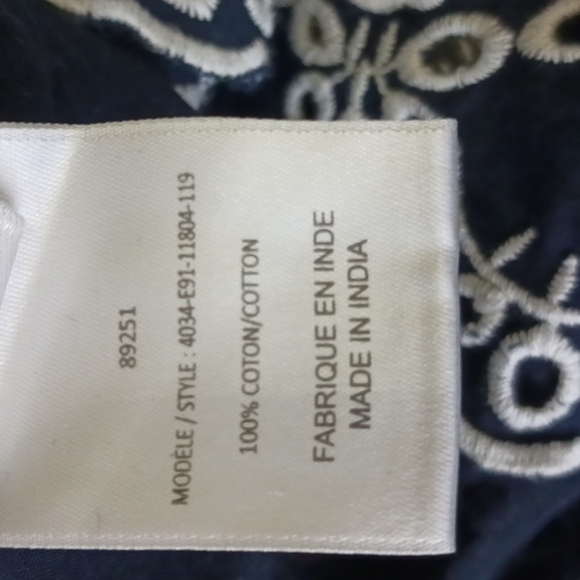 89251
MODÈLE / STYLE : 4034-E91-11804-119
100% COTON/COTTON
FABRIQUE EN INDE
MADE IN INDIA